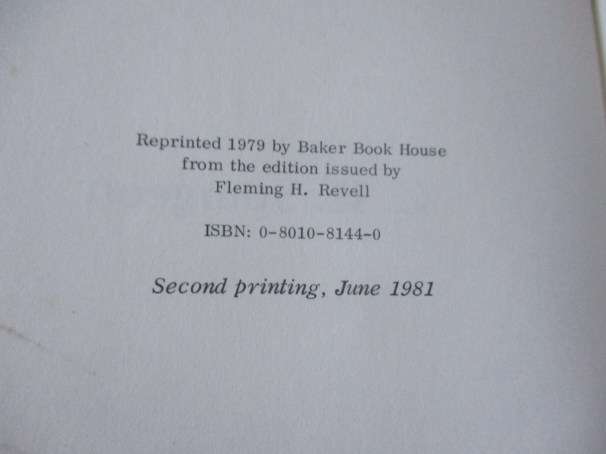 Reprinted 1979 by Baker Book House
from the edition issued by
Fleming H. Revell
ISBN: 0-8010-8144-0
Second printing, June 1981